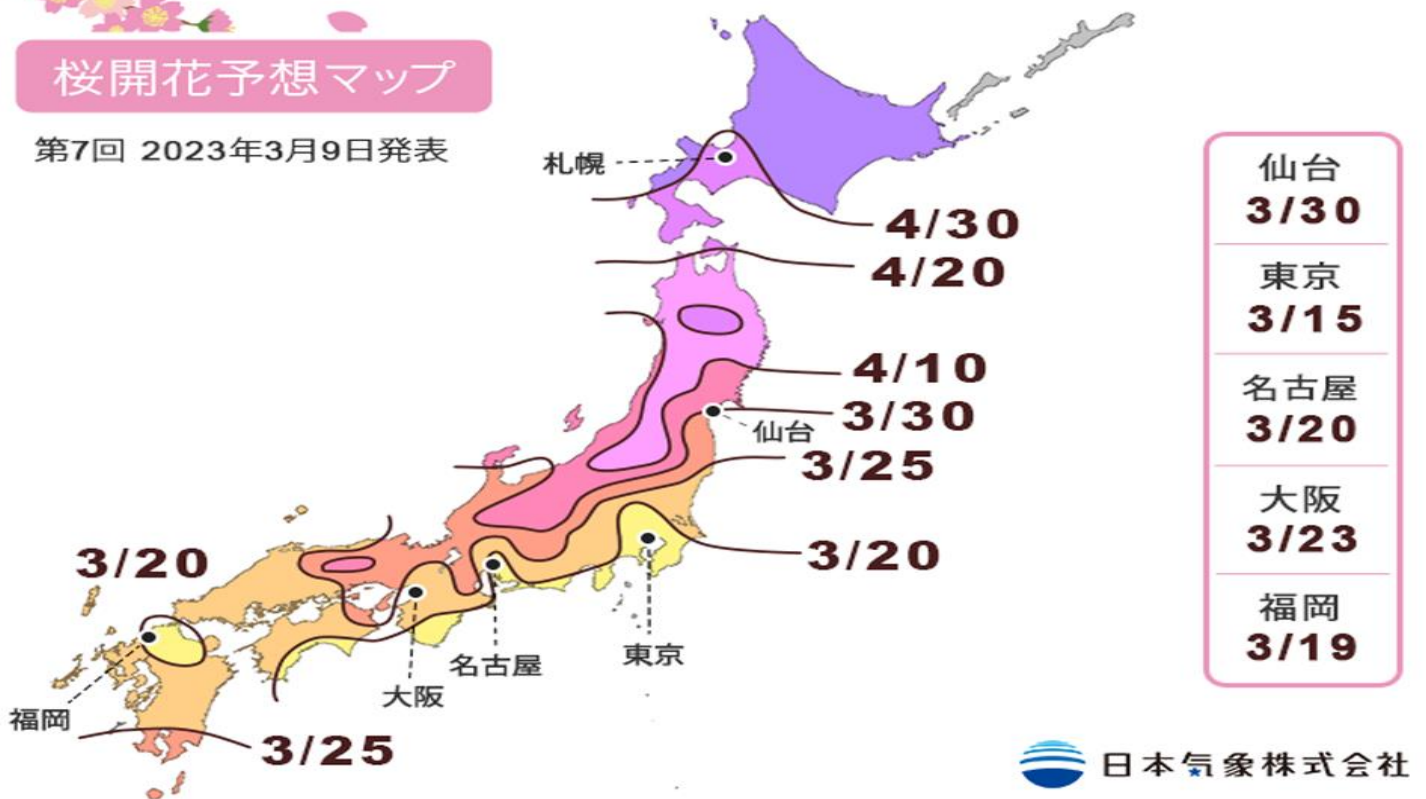 桜開花予想マップ
第7回 2023年3月9日発表
札幌
4/30
4/20
4/10
3/30
仙台
3/25
3/20
3/20
東京
名古屋
大阪
福岡
3/25
仙台
3/30
東京
3/15
名古屋
3/20
大阪
3/23
福岡
3/19
日本気象株式会社